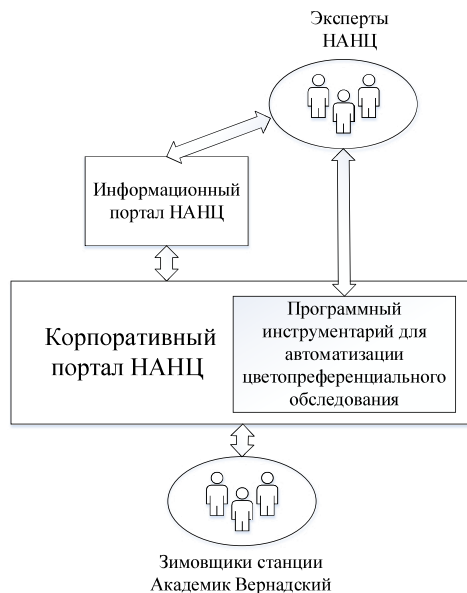 Эксперты
НАНЦ
Информационный
портал НАНЦ
Корпоративный
портал НАНЦ
Программный
инструментарий для
автоматизации
цветопреференциального
обследования
Зимовщики станции
Академик Вернадский